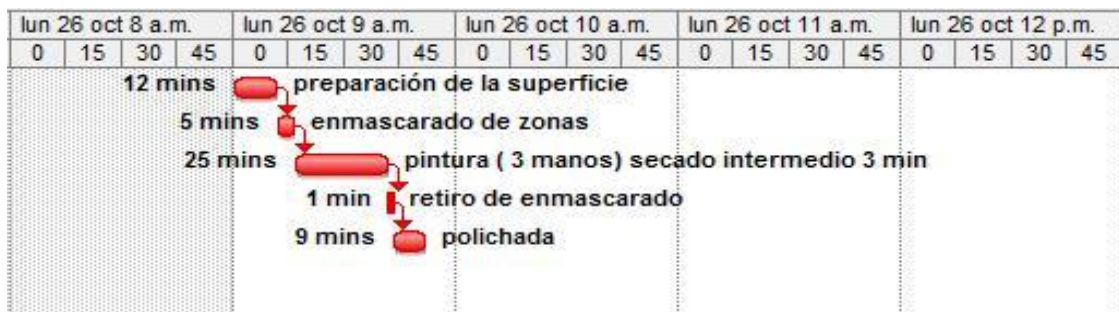 lun 26 oct 8 a.m. lun 26 oct 9 a.m. lun 26 oct 10 a.m. lun 26 oct 11 a.m. lun 26 oct 12 p.m.
0 15 30 45 0 15 30 45 0 15 30 45 0 15 30 45 0 15 30 45
12 mins preparación de la superficie
5 mins enmascarado de zonas
25 mins pintura ( 3 manos) secado intermedio 3 min
1 min retiro de enmascarado
9 mins polichada